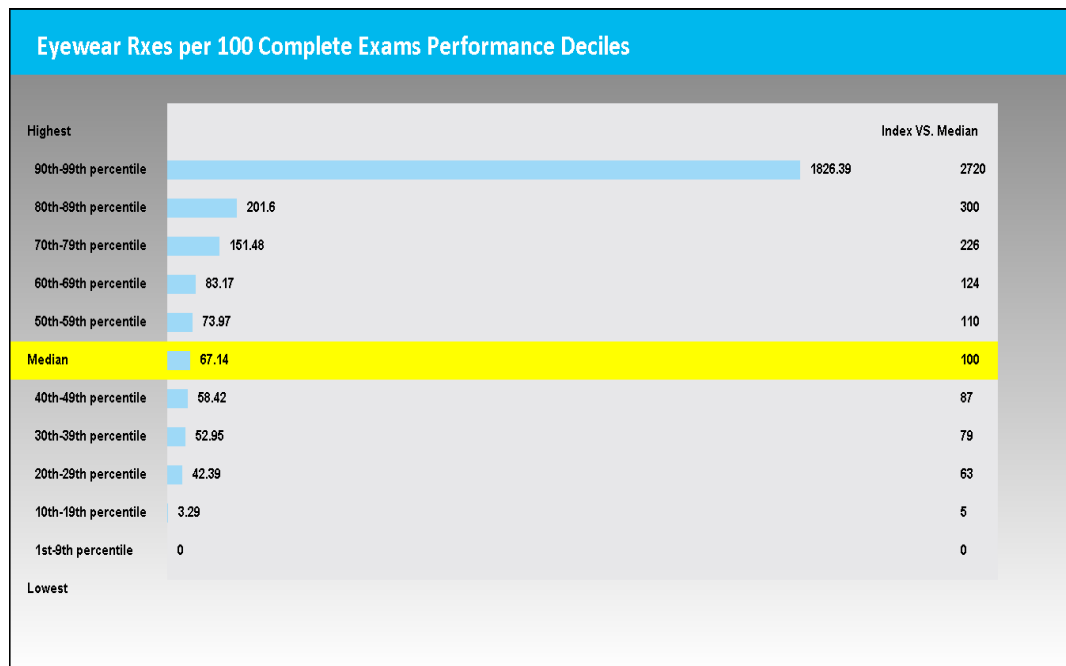 Eyewear Rxes per 100 Complete Exams Performance Deciles
Highest Index VS. Median
90th-99th percentile 1826.39 2720
80th-89th percentile 201.6 300
70th-79th percentile 151.48 226
60th-69th percentile 83.17 124
50th-59th percentile 73.97 110
Median 67.14 100
40th-49th percentile 58.42 87
30th-39th percentile 52.95 79
20th-29th percentile 42.39 63
10th-19th percentile 3.29 5
1st-9th percentile 0 0
Lowest